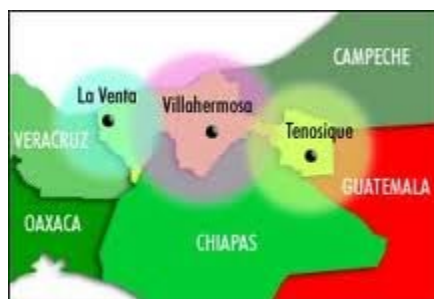 CAMPECHE
La Venta
Villahermosa
Tenosique
VERACRUZ
GUATEMALA
OAXACA
CHIAPAS